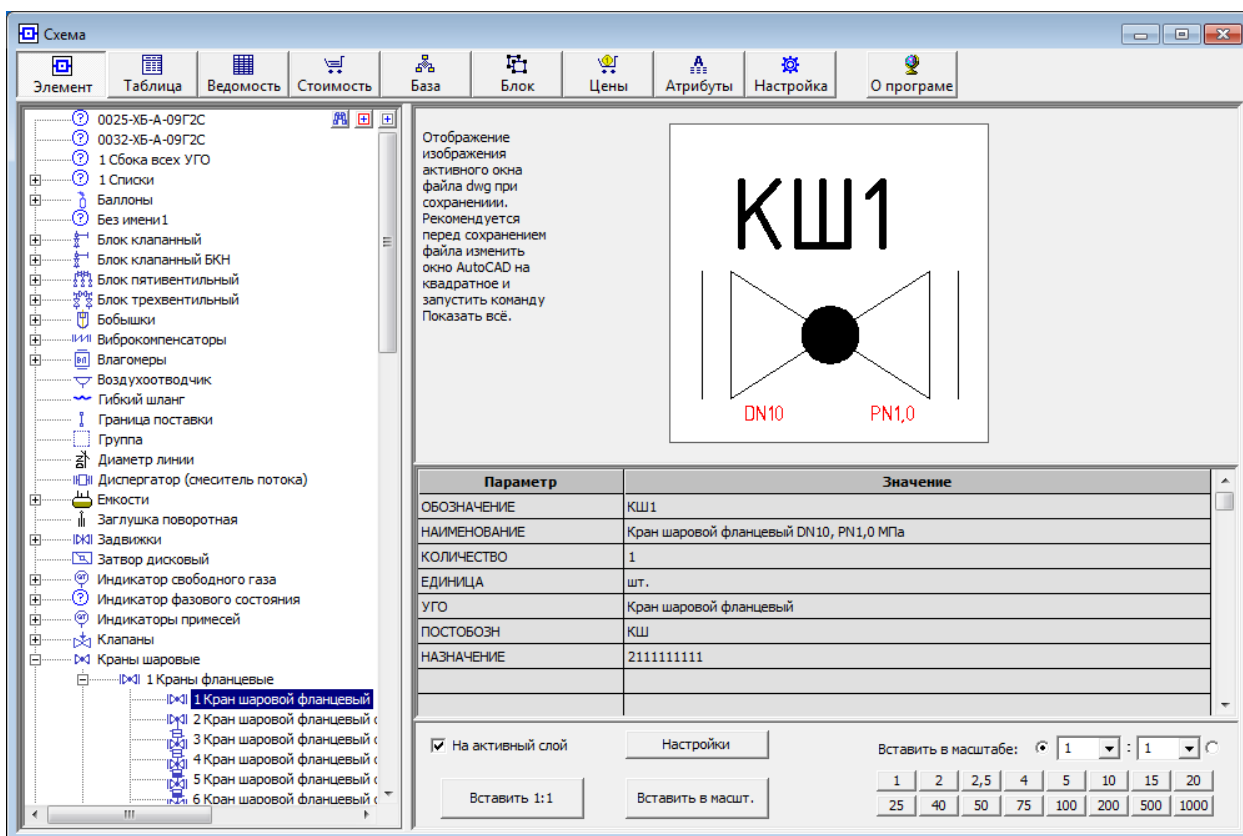 Схема
Элемент
Таблица
Ведомость
Стоимость
База
Блок
Цены
Атрибуты
Настройка
О програме
0025-ХБ-А-09Г2С
0032-ХБ-А-09Г2С
1 Сбока всех УГО
1 Списки
Баллоны
Без имени1
Блок клапанный
Блок клапанный БКН
Блок пятивентильный
Блок трехвентильный
Бобышки
Виброкомпенсаторы
Влагомеры
Воздухоотводчик
Гибкий шланг
Граница поставки
Группа
Диаметр линии
Диспергатор (смеситель потока)
Емкости
Заглушка поворотная
Задвижки
Затвор дисковый
Индикатор свободного газа
Индикатор фазового состояния
Индикаторы примесей
Клапаны
Краны шаровые
1 Краны фланцевые
1 Кран шаровой фланцевый
2 Кран шаровой фланцевый с
3 Кран шаровой фланцевый с
4 Кран шаровой фланцевый с
5 Кран шаровой фланцевый с
6 Кран шаровой фланцевый с
Отображение
изображения
активного окна
файла dwg при
сохранениии.
Рекомендуется
перед сохранением
файла изменить
окно AutoCAD на
квадратное и
запустить команду
Показать всё.
КШ1
DN10 PN1,0
Параметр Значение
ОБОЗНАЧЕНИЕ КШ1
НАИМЕНОВАНИЕ Кран шаровой фланцевый DN10, PN1,0 МПа
КОЛИЧЕСТВО 1
ЕДИНИЦА шт.
УГО Кран шаровой фланцевый
ПОСТОБОЗН КШ
НАЗНАЧЕНИЕ 2111111111
На активный слой
Настройки
Вставить в масштабе: 1 : 1
Вставить 1:1
Вставить в масшт.
1 2 2,5 4 5 10 15 20
25 40 50 75 100 200 500 1000